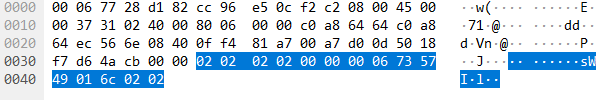 0000 00 06 77 28 d1 82 cc 96 e5 0c f2 c2 08 00 45 00 ··w(···· ······E·
0010 00 37 31 02 40 00 80 06 00 00 c0 a8 64 64 c0 a8 ·71·@··· ····dd··
0020 64 ec 56 6e 08 40 0f f4 81 a7 00 a7 d0 0d 50 18 d·Vn·@·· ······P·
0030 f7 d6 4a cb 00 00 02 02 02 02 00 00 00 06 73 57 ··J····· ······sW
0040 49 01 6c 02 02 I·l··